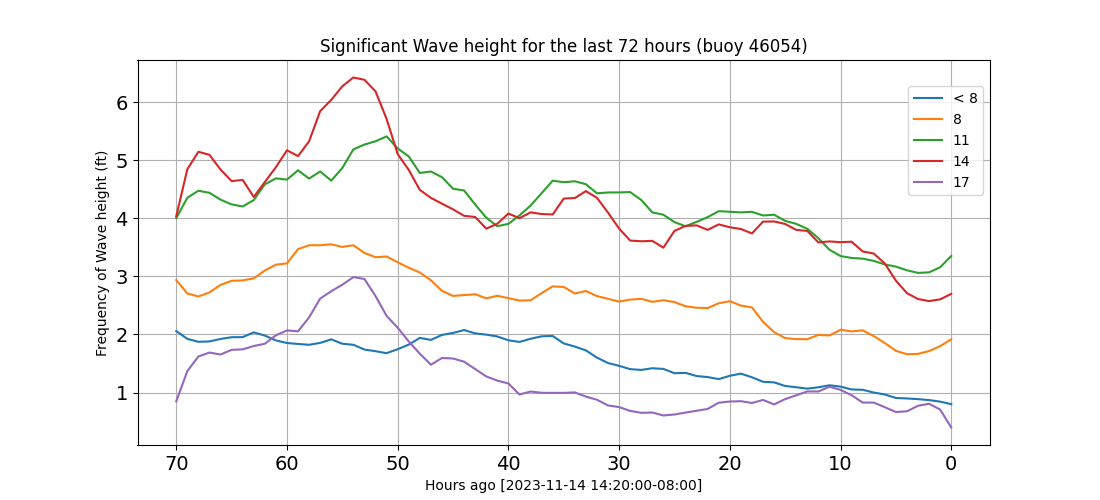 Significant Wave height for the last 72 hours (buoy 46054)
Frequency of Wave height (ft)
6
5
4
3
2
1
< 8
8
11
14
17
70 60 50 40 30 20 10 0
Hours ago [2023-11-14 14:20:00-08:00]